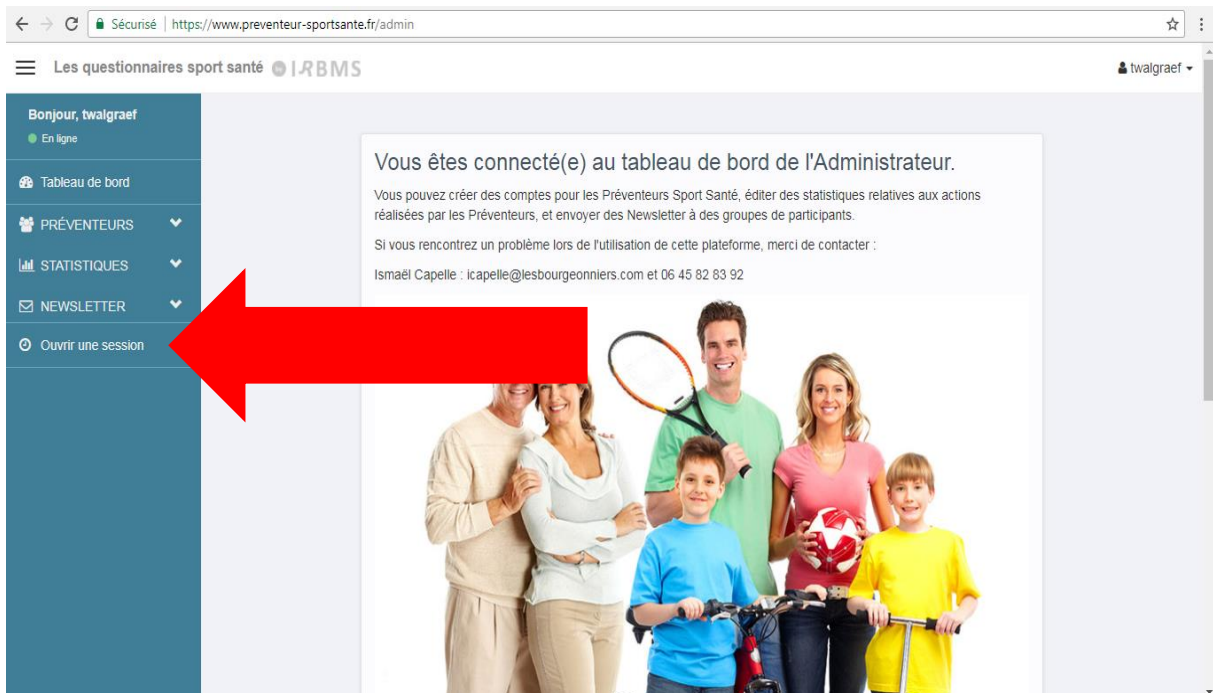 Sécurisé | https://www.preventeur-sportsante.fr/admin
Les questionnaires sport santé IRBMS
twalgraef
Bonjour, twalgraef
En ligne
Tableau de bord
PRÉVENTEURS
STATISTIQUES
NEWSLETTER
Ouvrir une session
Vous êtes connecté(e) au tableau de bord de l'Administrateur.
Vous pouvez créer des comptes pour les Préventeurs Sport Santé, éditer des statistiques relatives aux actions
réalisées par les Préventeurs, et envoyer des Newsletter à des groupes de participants.
Si vous rencontrez un problème lors de l'utilisation de cette plateforme, merci de contacter :
Ismaël Capelle : icapelle@lesbourgeonniers.com et 06 45 82 83 92